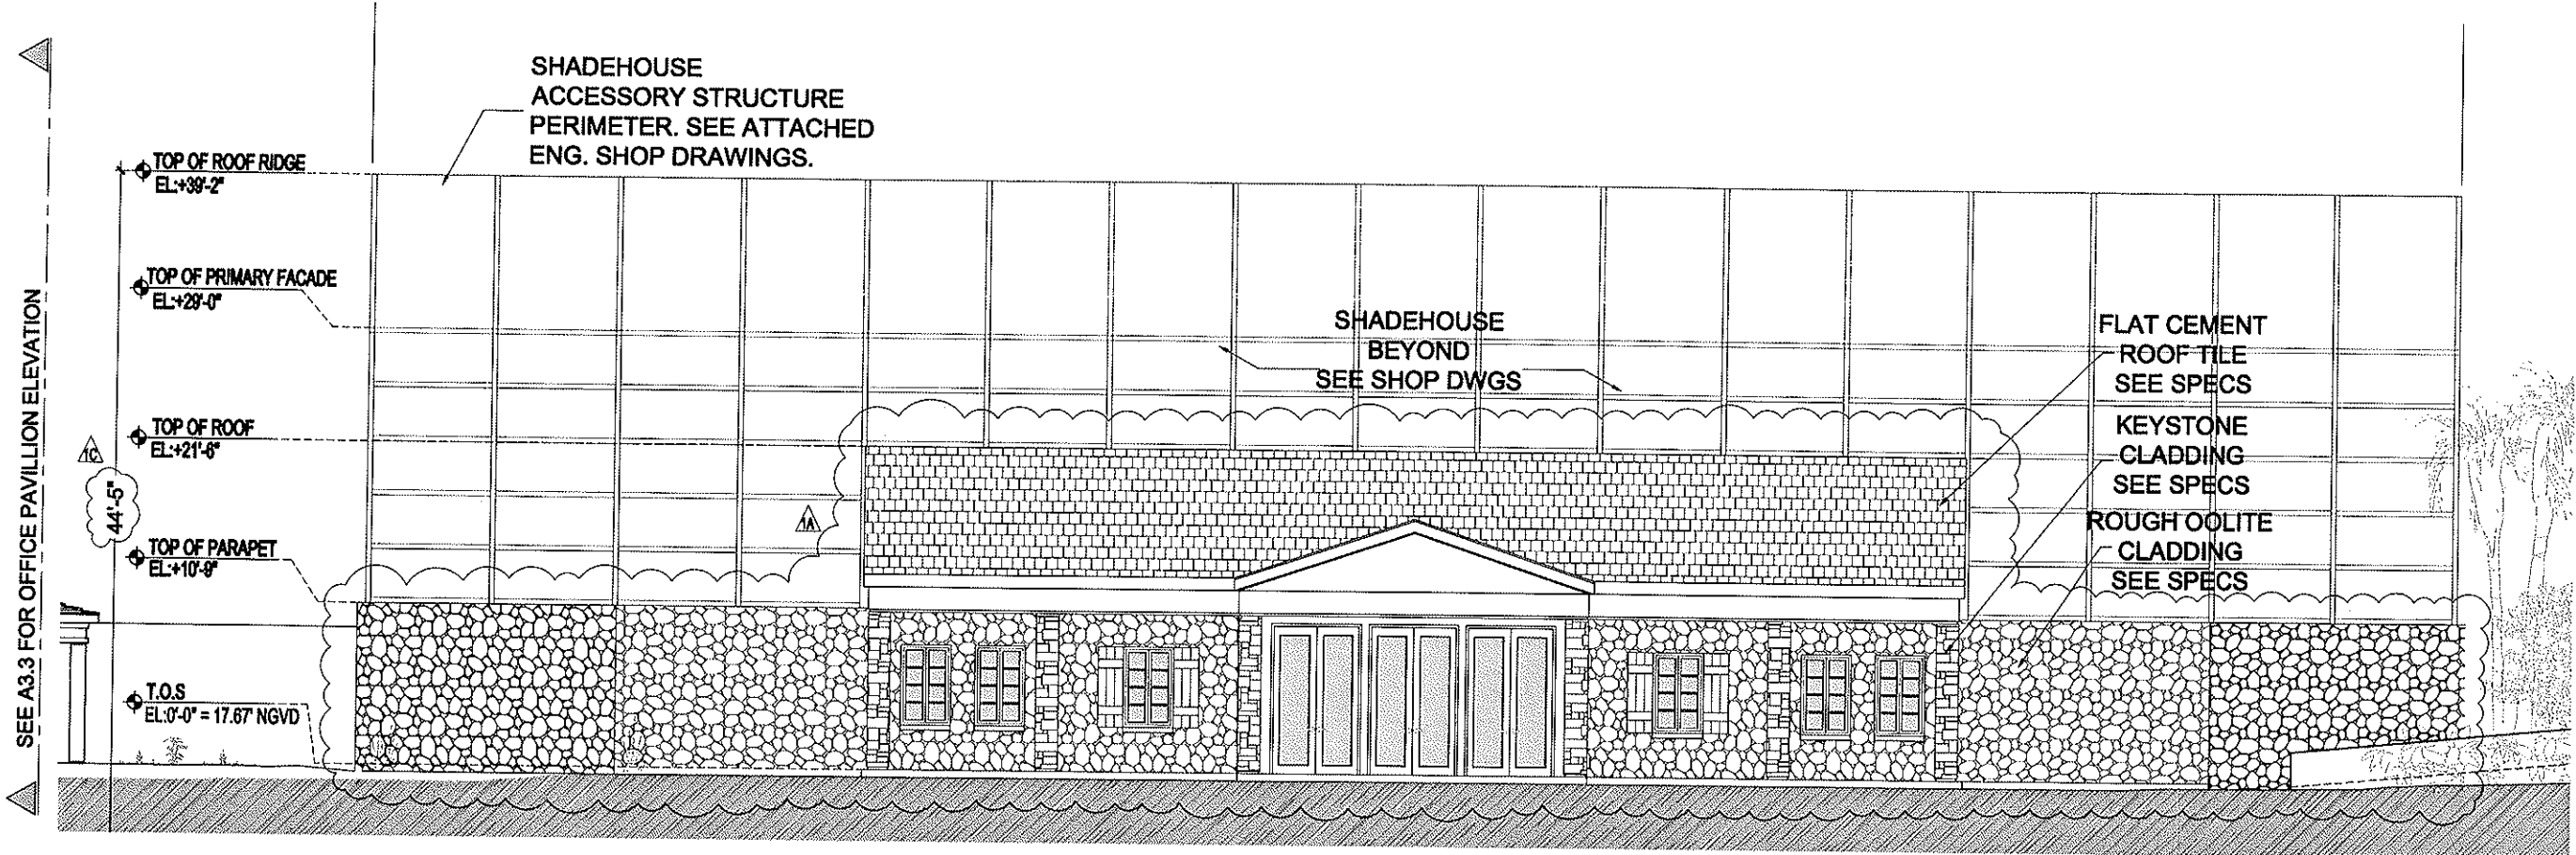 SEE A3.3 FOR OFFICE PAVILLION ELEVATION
SHADEHOUSE
ACCESSORY STRUCTURE
PERIMETER. SEE ATTACHED
ENG. SHOP DRAWINGS.
TOP OF ROOF RIDGE
EL:+39'-2"
TOP OF PRIMARY FACADE
EL:+29'-0"
TOP OF ROOF
EL:+21'-6"
1C
44'-5"
TOP OF PARAPET
EL:+10'-9"
T.O.S
EL:0'-0" = 17.67' NGVD
1A
SHADEHOUSE
BEYOND
SEE SHOP DWGS
FLAT CEMENT
ROOF TILE
SEE SPECS
KEYSTONE
CLADDING
SEE SPECS
ROUGH OOLITE
CLADDING
SEE SPECS